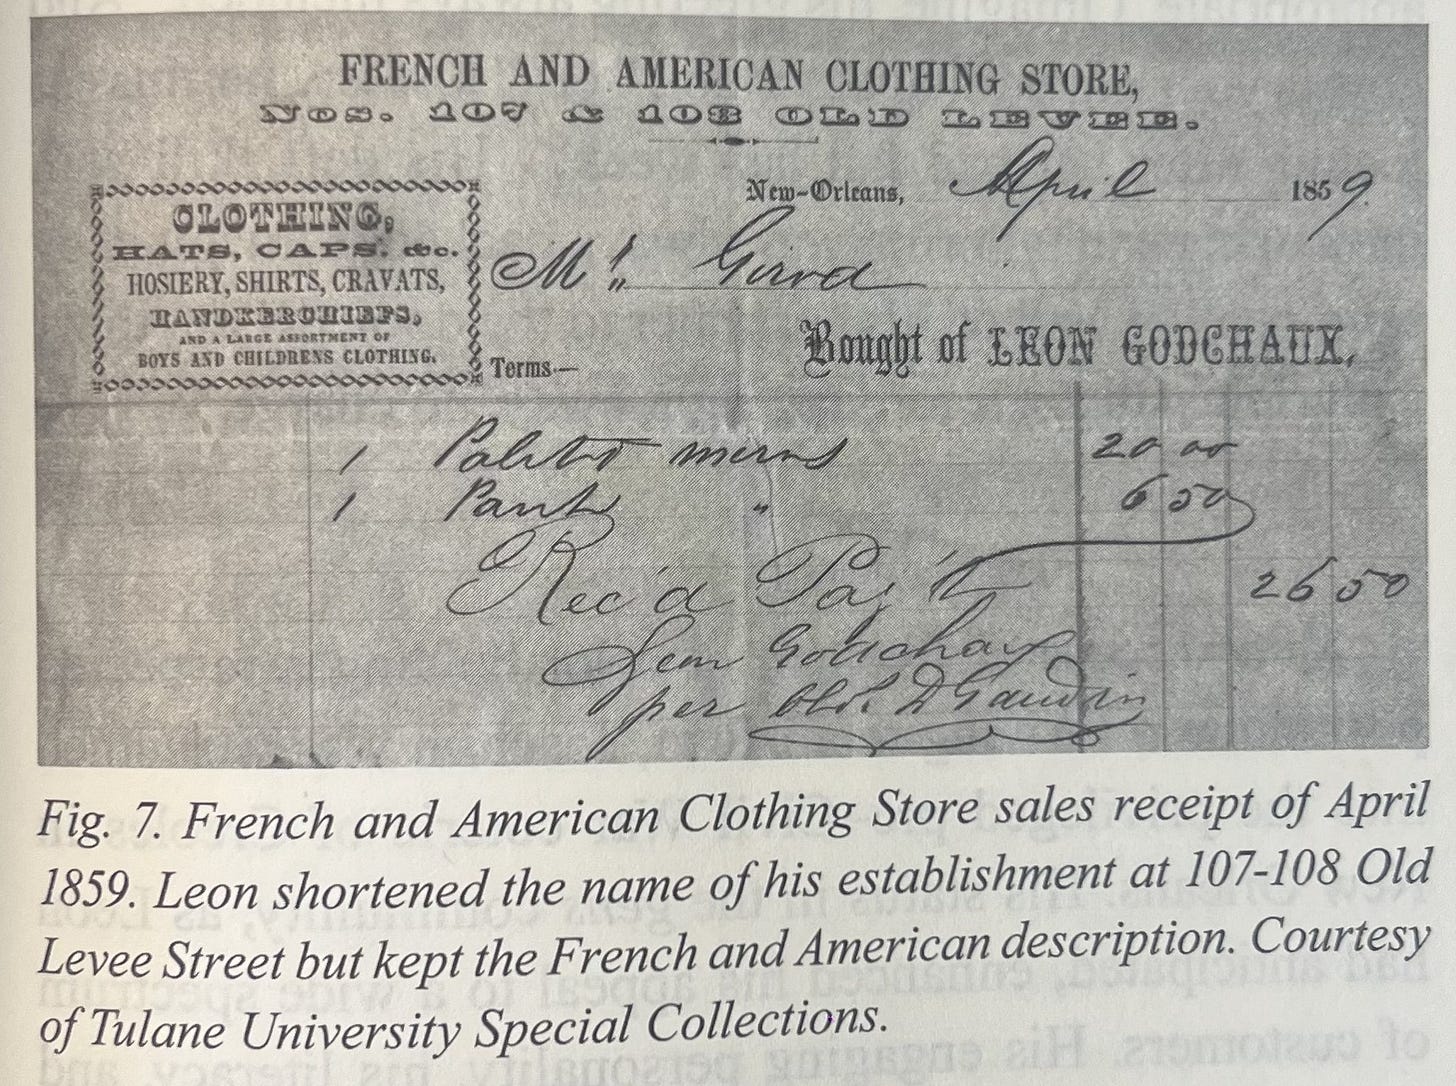 FRENCH AND AMERICAN CLOTHING STORE,
NOS. 107 & 108 OLD LEVEE.
New-Orleans, April 1859.
CLOTHING,
HATS, CAPS, &c.
HOSIERY, SHIRTS, CRAVATS,
HANDKERCHIEFS,
AND A LARGE ASSORTMENT OF
BOYS AND CHILDRENS CLOTHING.
Mr. Girod
Bought of LEON GODCHAUX,
Terms—
1 Paletot 20 00
1 Pants " 6 50
Rec'd Pay't 26 50
Leon Godchaux
per Gaudin
Fig. 7. French and American Clothing Store sales receipt of April
1859. Leon shortened the name of his establishment at 107-108 Old
Levee Street but kept the French and American description. Courtesy
of Tulane University Special Collections.